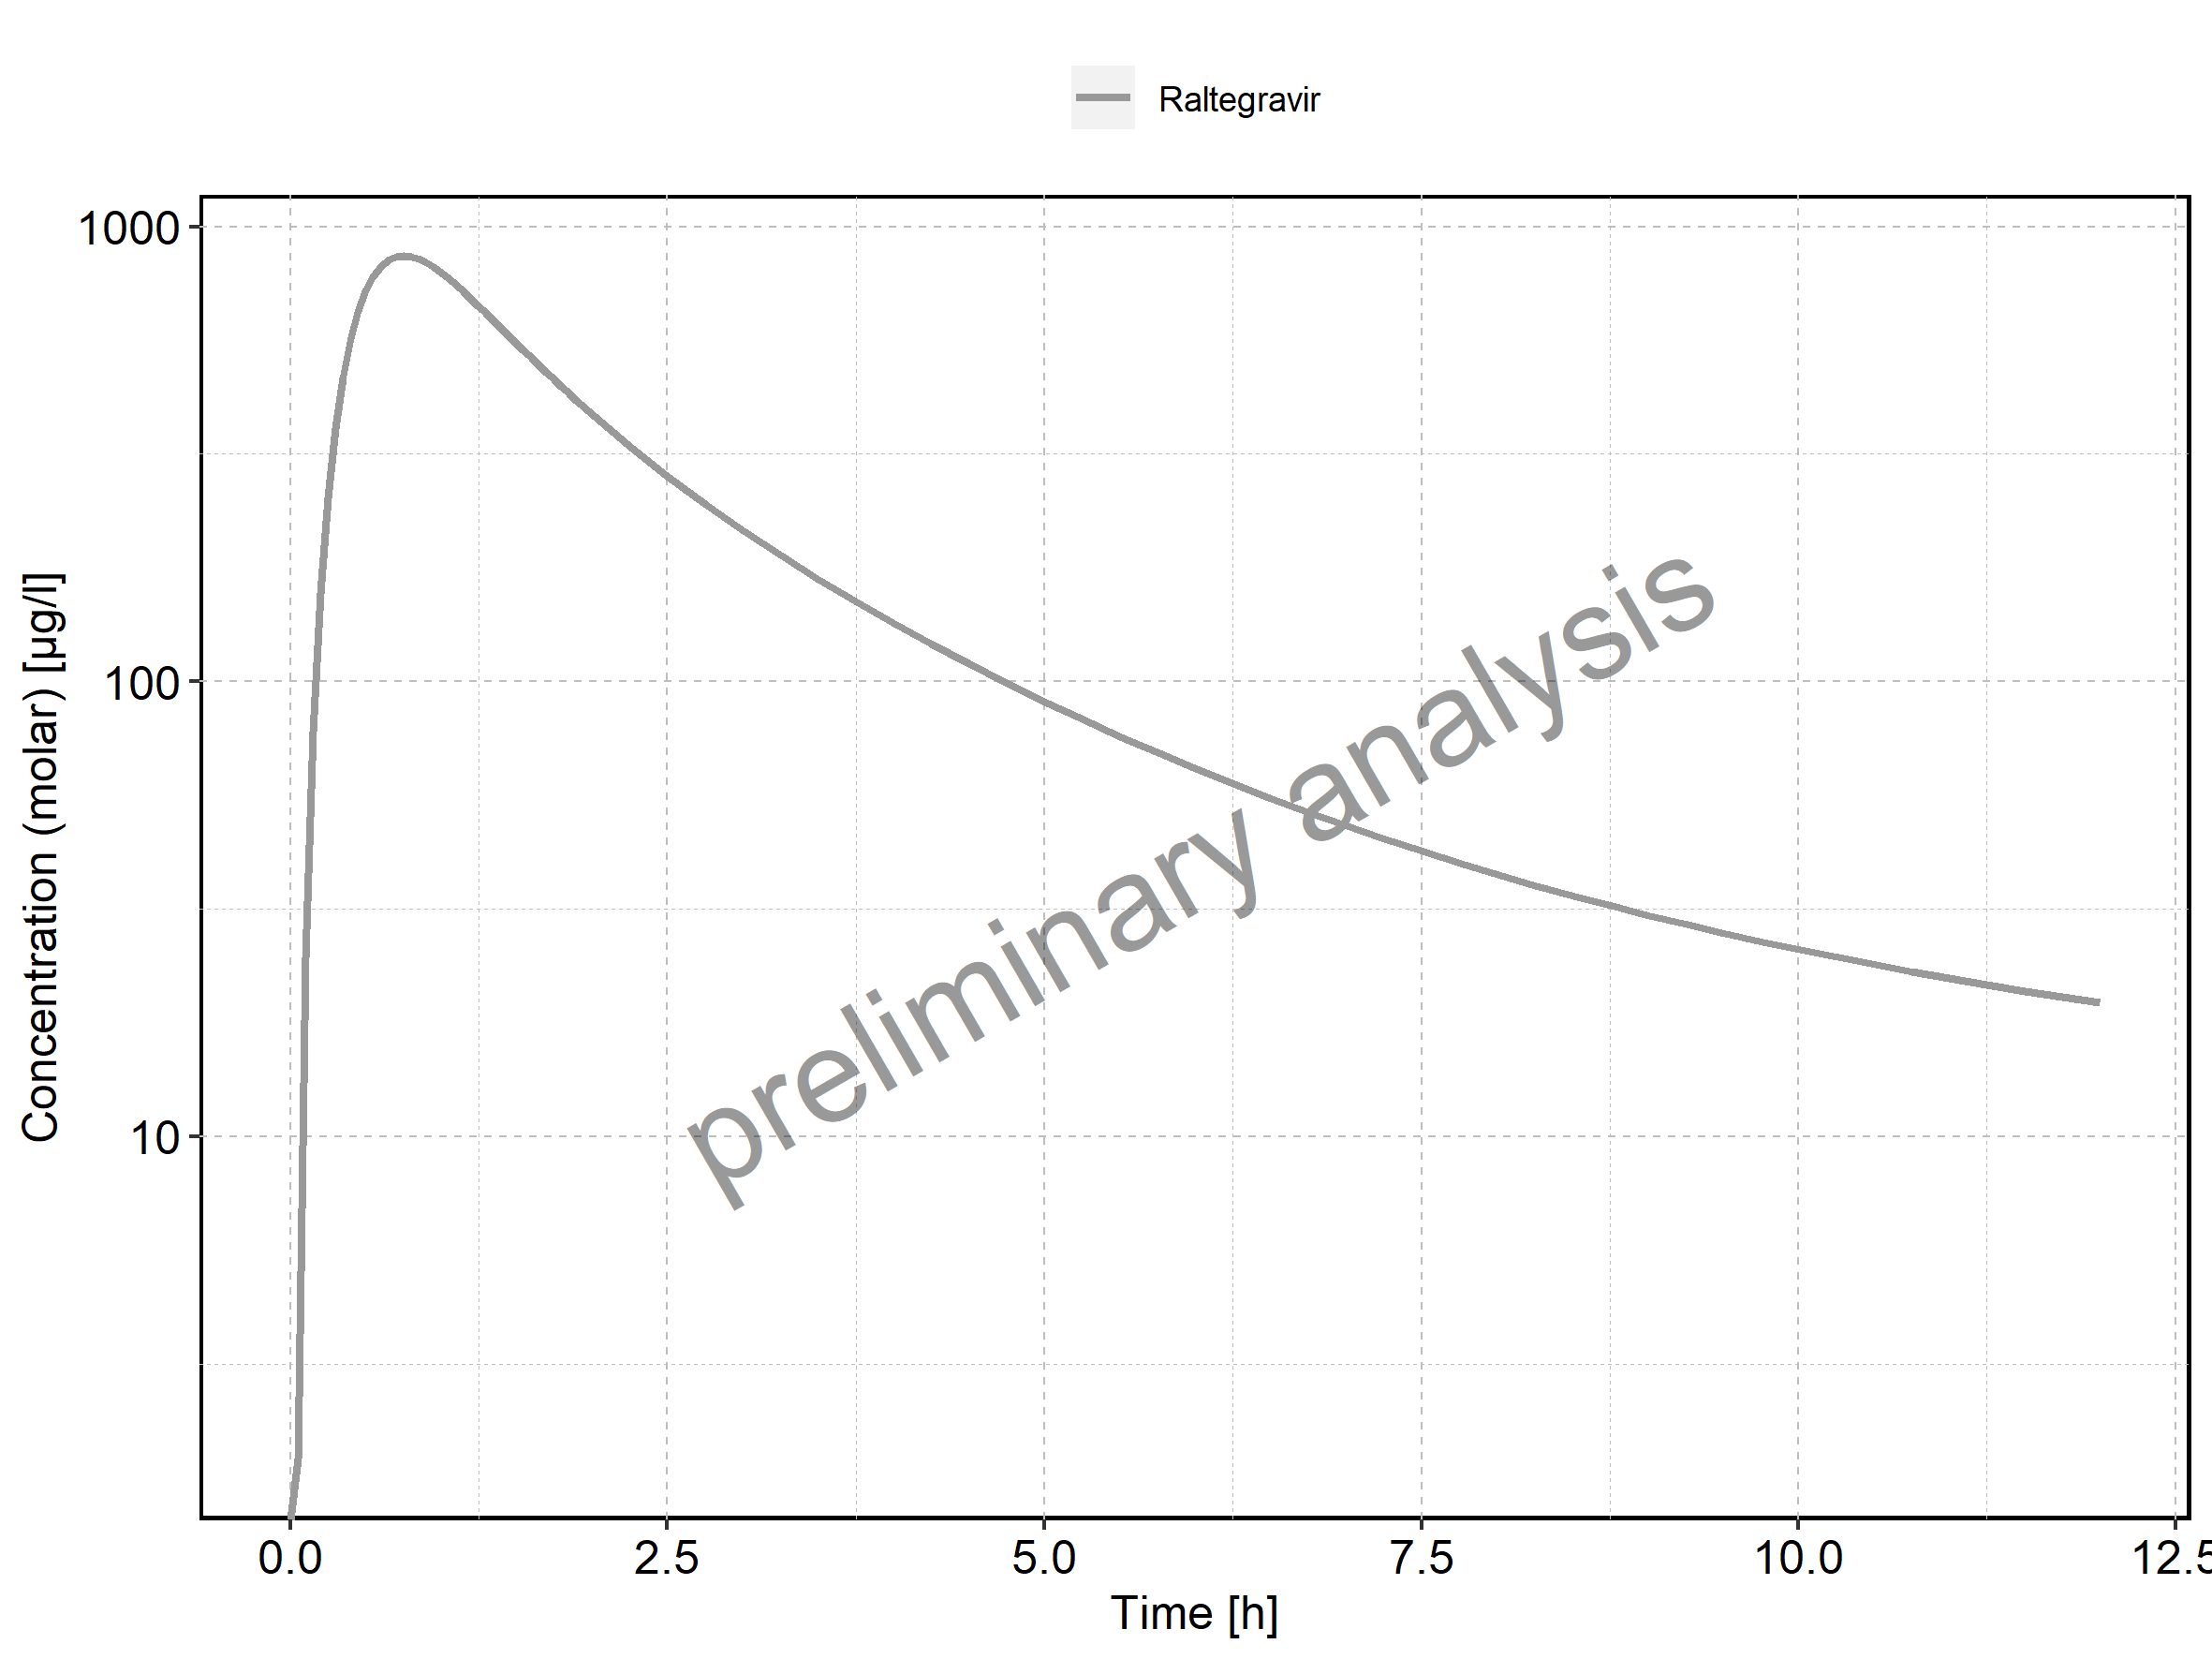 Raltegravir
1000
100
10
Concentration (molar) [µg/l]
preliminary analysis
0.0 2.5 5.0 7.5 10.0 12.5
Time [h]